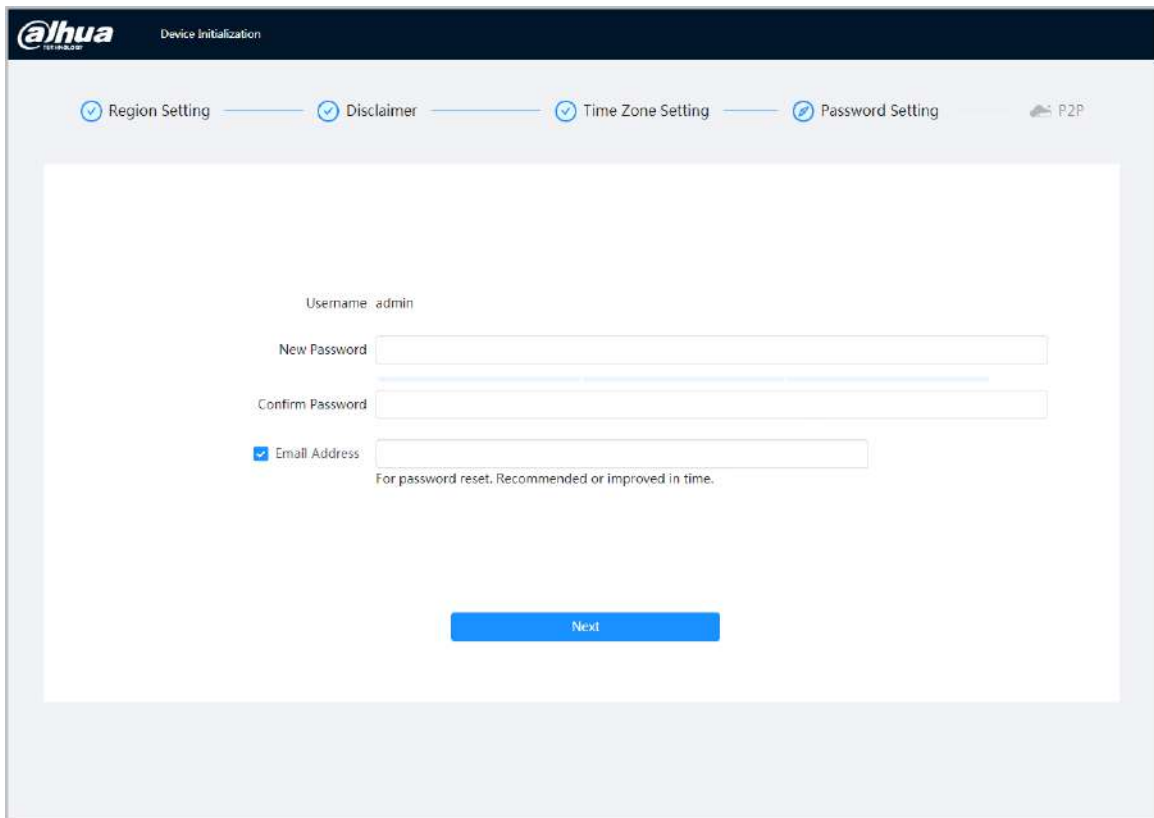 alhua
TECHNOLOGY
Device Initialization
Region Setting
Disclaimer
Time Zone Setting
Password Setting
P2P
Username admin
New Password
Confirm Password
Email Address
For password reset. Recommended or improved in time.
Next